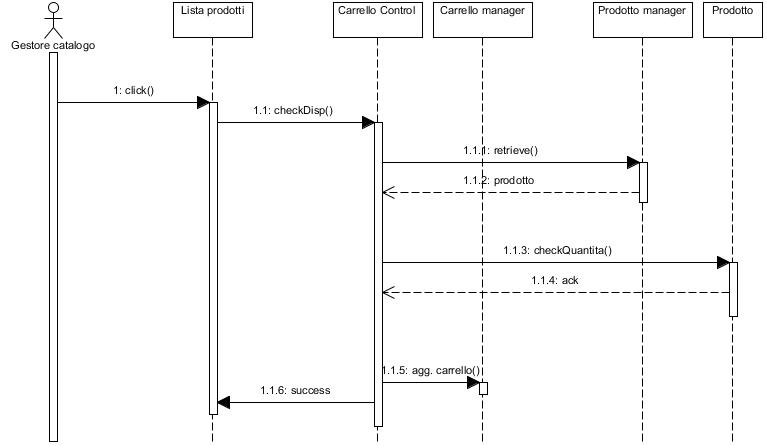 Lista prodotti
Carrello Control
Carrello manager
Prodotto manager
Prodotto
Gestore catalogo
1: click()
1.1: checkDisp()
1.1.1: retrieve()
1.1.2: prodotto
1.1.3: checkQuantita()
1.1.4: ack
1.1.5: agg. carrello()
1.1.6: success